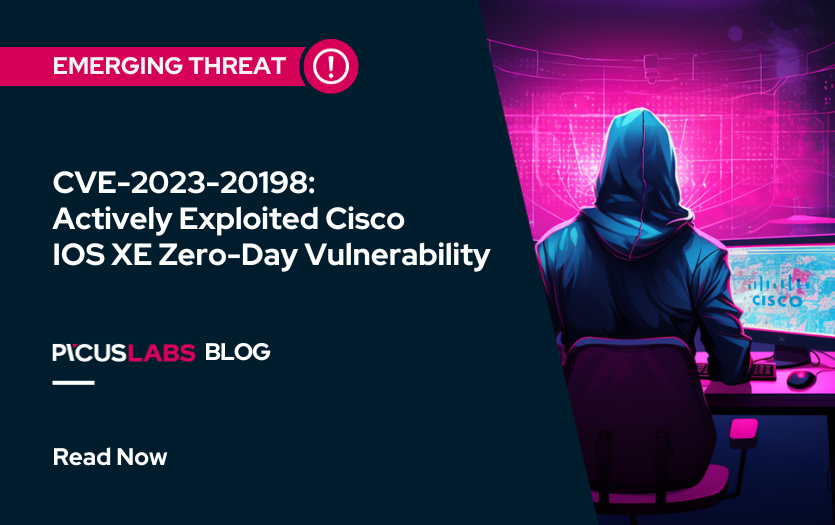 EMERGING THREAT
CVE-2023-20198:
Actively Exploited Cisco
IOS XE Zero-Day Vulnerability
PICUSLABS BLOG
Read Now
CISCO